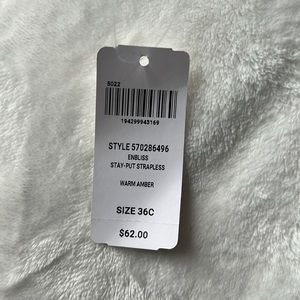 5022
194299943169
STYLE 570286496
ENBLISS
STAY-PUT STRAPLESS
WARM AMBER
SIZE 36C
$62.00